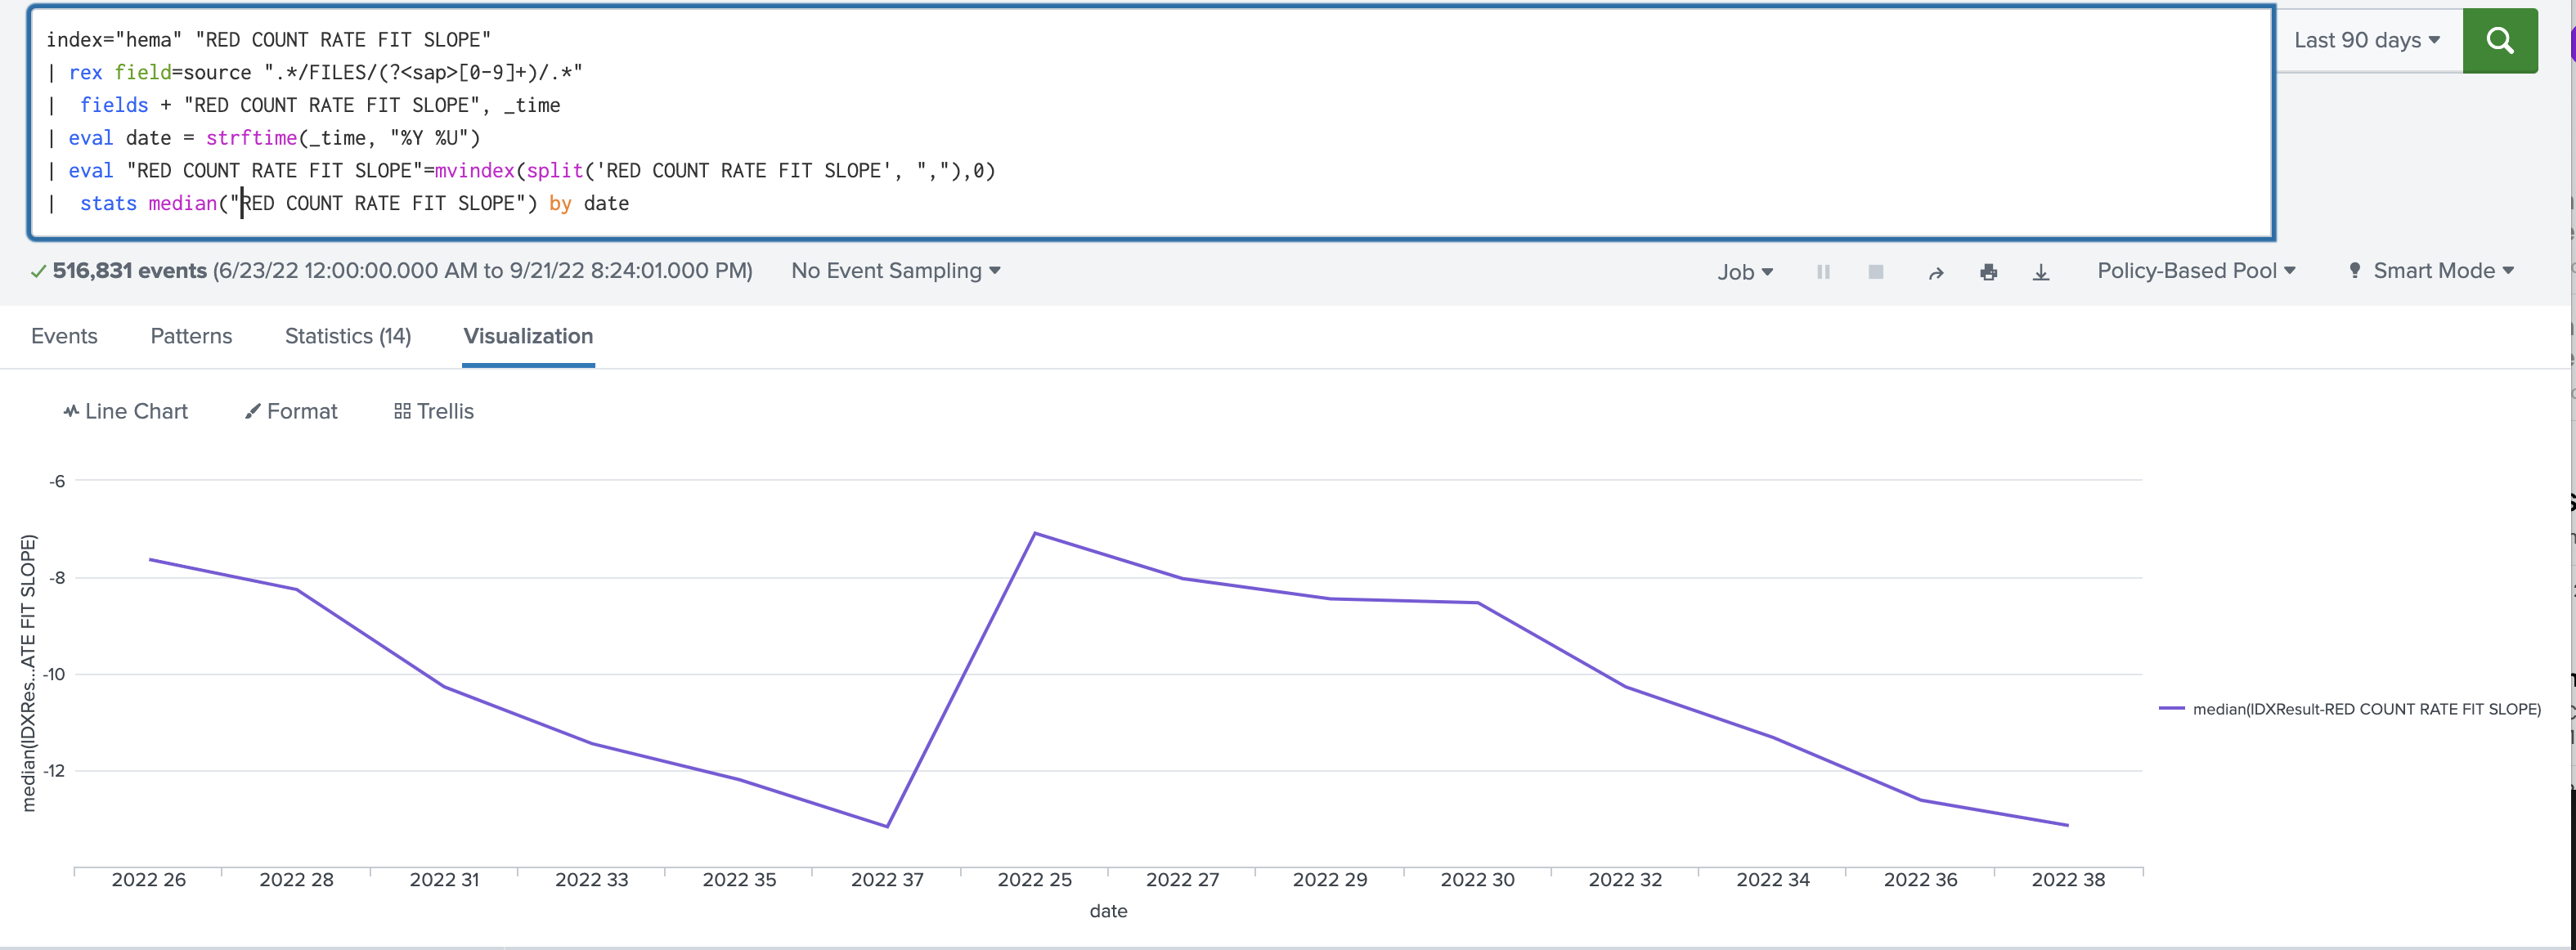 index="hema" "RED COUNT RATE FIT SLOPE"
| rex field=source ".*/FILES/(?<sap>[0-9]+)/.*"
|  fields + "RED COUNT RATE FIT SLOPE", _time
| eval date = strftime(_time, "%Y %U")
| eval "RED COUNT RATE FIT SLOPE"=mvindex(split('RED COUNT RATE FIT SLOPE', ","),0)
|  stats median("RED COUNT RATE FIT SLOPE") by date
Last 90 days
516,831 events (6/23/22 12:00:00.000 AM to 9/21/22 8:24:01.000 PM)
No Event Sampling
Job
Policy-Based Pool
Smart Mode
Events
Patterns
Statistics (14)
Visualization
Line Chart
Format
Trellis
median(IDXRes...ATE FIT SLOPE)
-6
-8
-10
-12
2022 26
2022 28
2022 31
2022 33
2022 35
2022 37
2022 25
2022 27
2022 29
2022 30
2022 32
2022 34
2022 36
2022 38
date
median(IDXResult-RED COUNT RATE FIT SLOPE)